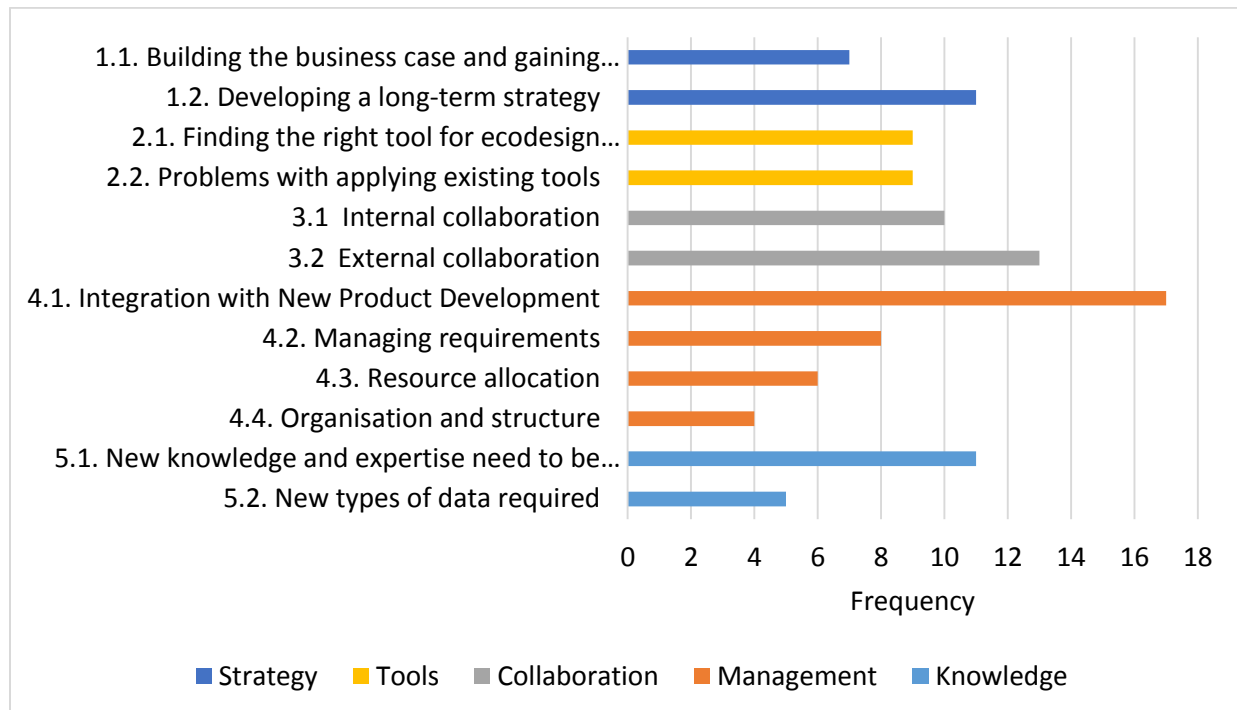 1.1. Building the business case and gaining...
1.2. Developing a long-term strategy
2.1. Finding the right tool for ecodesign...
2.2. Problems with applying existing tools
3.1  Internal collaboration
3.2  External collaboration
4.1. Integration with New Product Development
4.2. Managing requirements
4.3. Resource allocation
4.4. Organisation and structure
5.1. New knowledge and expertise need to be...
5.2. New types of data required
0 2 4 6 8 10 12 14 16 18
Frequency
Strategy Tools Collaboration Management Knowledge